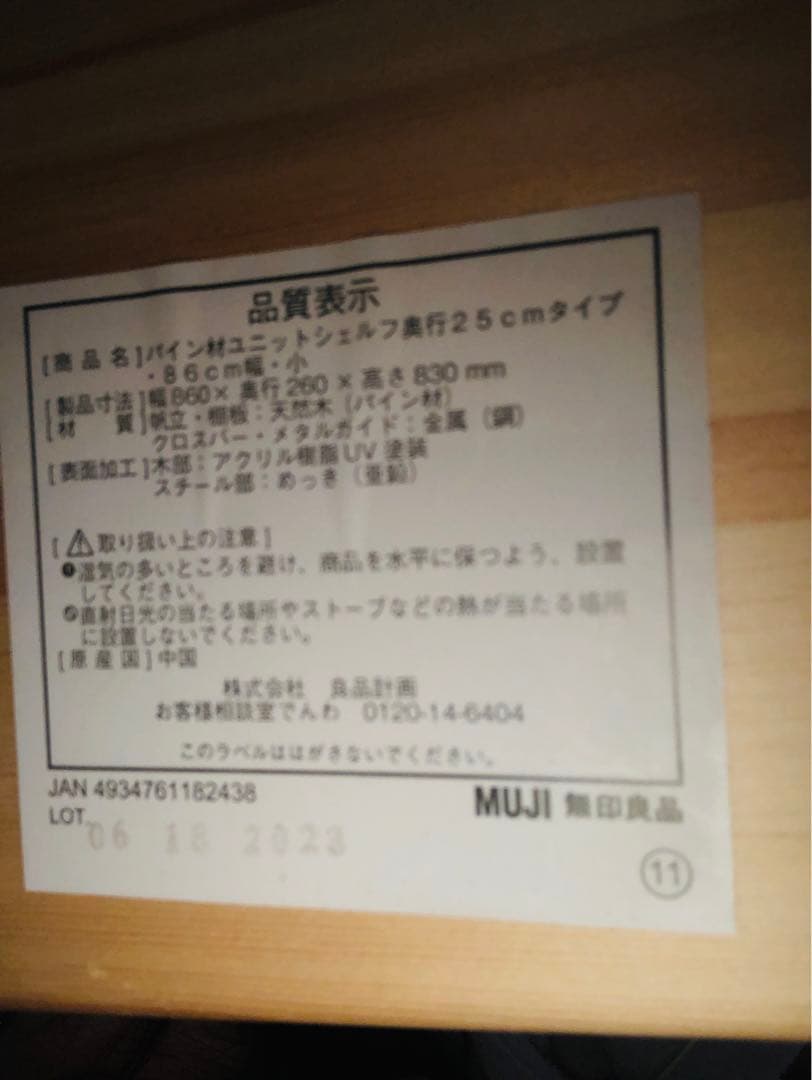 品質表示
[商品名]パイン材ユニットシェルフ奥行25cmタイプ
・86cm幅・小
[製品寸法]幅860×奥行260×高さ830mm
[材質]帆立・棚板：天然木（パイン材）
クロスバー・メタルガイド：金属（鋼）
[表面加工]木部：アクリル樹脂UV塗装
スチール部：めっき（亜鉛）
[⚠取り扱い上の注意]
❶湿気の多いところを避け、商品を水平に保つよう、設置
してください。
❷直射日光の当たる場所やストーブなどの熱が当たる場所
に設置しないでください。
[原産国]中国
株式会社 良品計画
お客様相談室でんわ 0120-14-6404
このラベルははがさないでください。
JAN 4934761182438
MUJI 無印良品
LOT.
06 18 2023
⑪